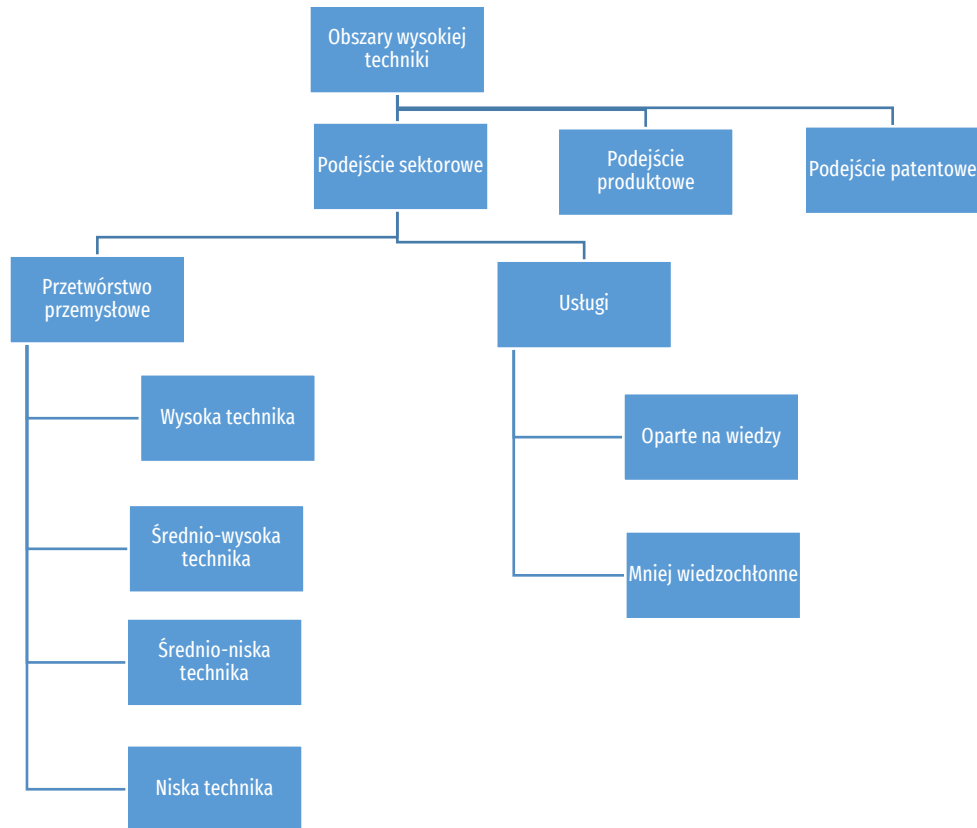 Obszary wysokiej
techniki
Podejście sektorowe
Podejście
produktowe
Podejście patentowe
Przetwórstwo
przemysłowe
Usługi
Wysoka technika
Oparte na wiedzy
Średnio-wysoka
technika
Mniej wiedzochłonne
Średnio-niska
technika
Niska technika